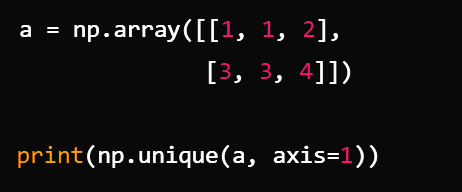 a = np.array([[1, 1, 2],
              [3, 3, 4]])
print(np.unique(a, axis=1))